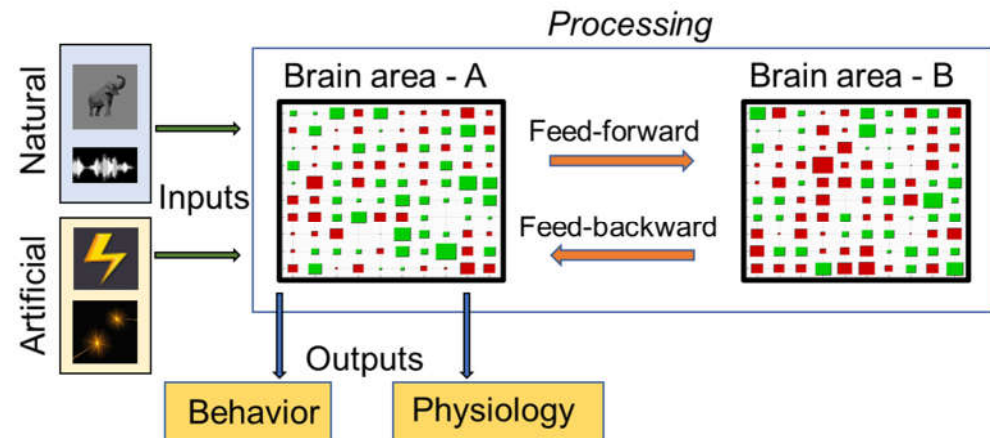 Processing
Natural
Brain area - A
Brain area - B
Feed-forward
Inputs
Feed-backward
Artificial
Outputs
Behavior
Physiology